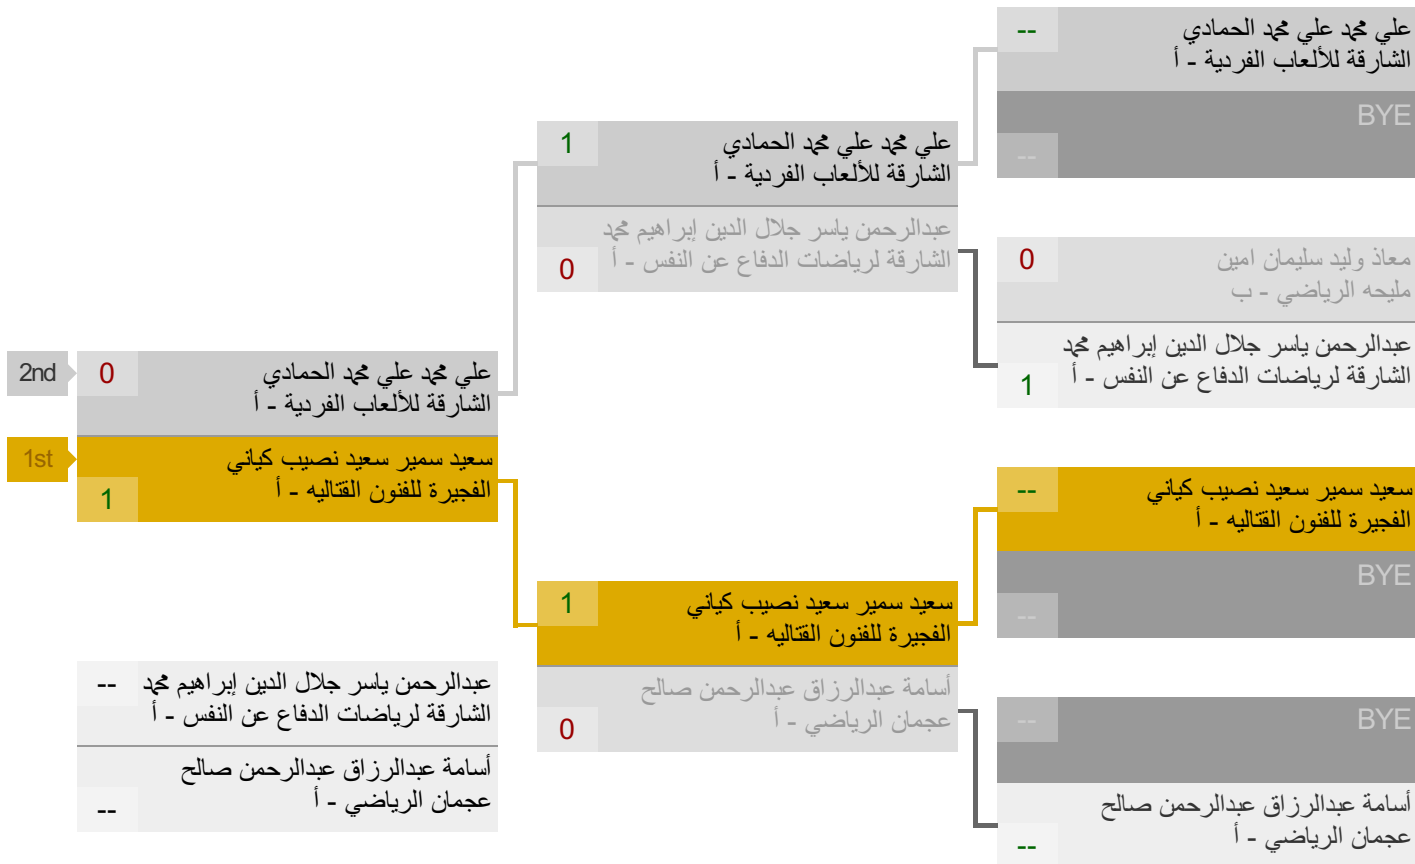 علي محمد علي محمد الحمادي
الشارقة للألعاب الفردية - أ
--
BYE
--
علي محمد علي محمد الحمادي
الشارقة للألعاب الفردية - أ
1
عبدالرحمن ياسر جلال الدين إبراهيم محمد
الشارقة لرياضات الدفاع عن النفس - أ
0
معاذ وليد سليمان امين
مليحه الرياضي - ب
0
عبدالرحمن ياسر جلال الدين إبراهيم محمد
الشارقة لرياضات الدفاع عن النفس - أ
1
2nd
0
علي محمد علي محمد الحمادي
الشارقة للألعاب الفردية - أ
1st
سعيد سمير سعيد نصيب كياني
الفجيرة للفنون القتاليه - أ
1
سعيد سمير سعيد نصيب كياني
الفجيرة للفنون القتاليه - أ
--
BYE
--
سعيد سمير سعيد نصيب كياني
الفجيرة للفنون القتاليه - أ
1
أسامة عبدالرزاق عبدالرحمن صالح
عجمان الرياضي - أ
0
عبدالرحمن ياسر جلال الدين إبراهيم محمد
الشارقة لرياضات الدفاع عن النفس - أ
--
أسامة عبدالرزاق عبدالرحمن صالح
عجمان الرياضي - أ
--
BYE
--
أسامة عبدالرزاق عبدالرحمن صالح
عجمان الرياضي - أ
--